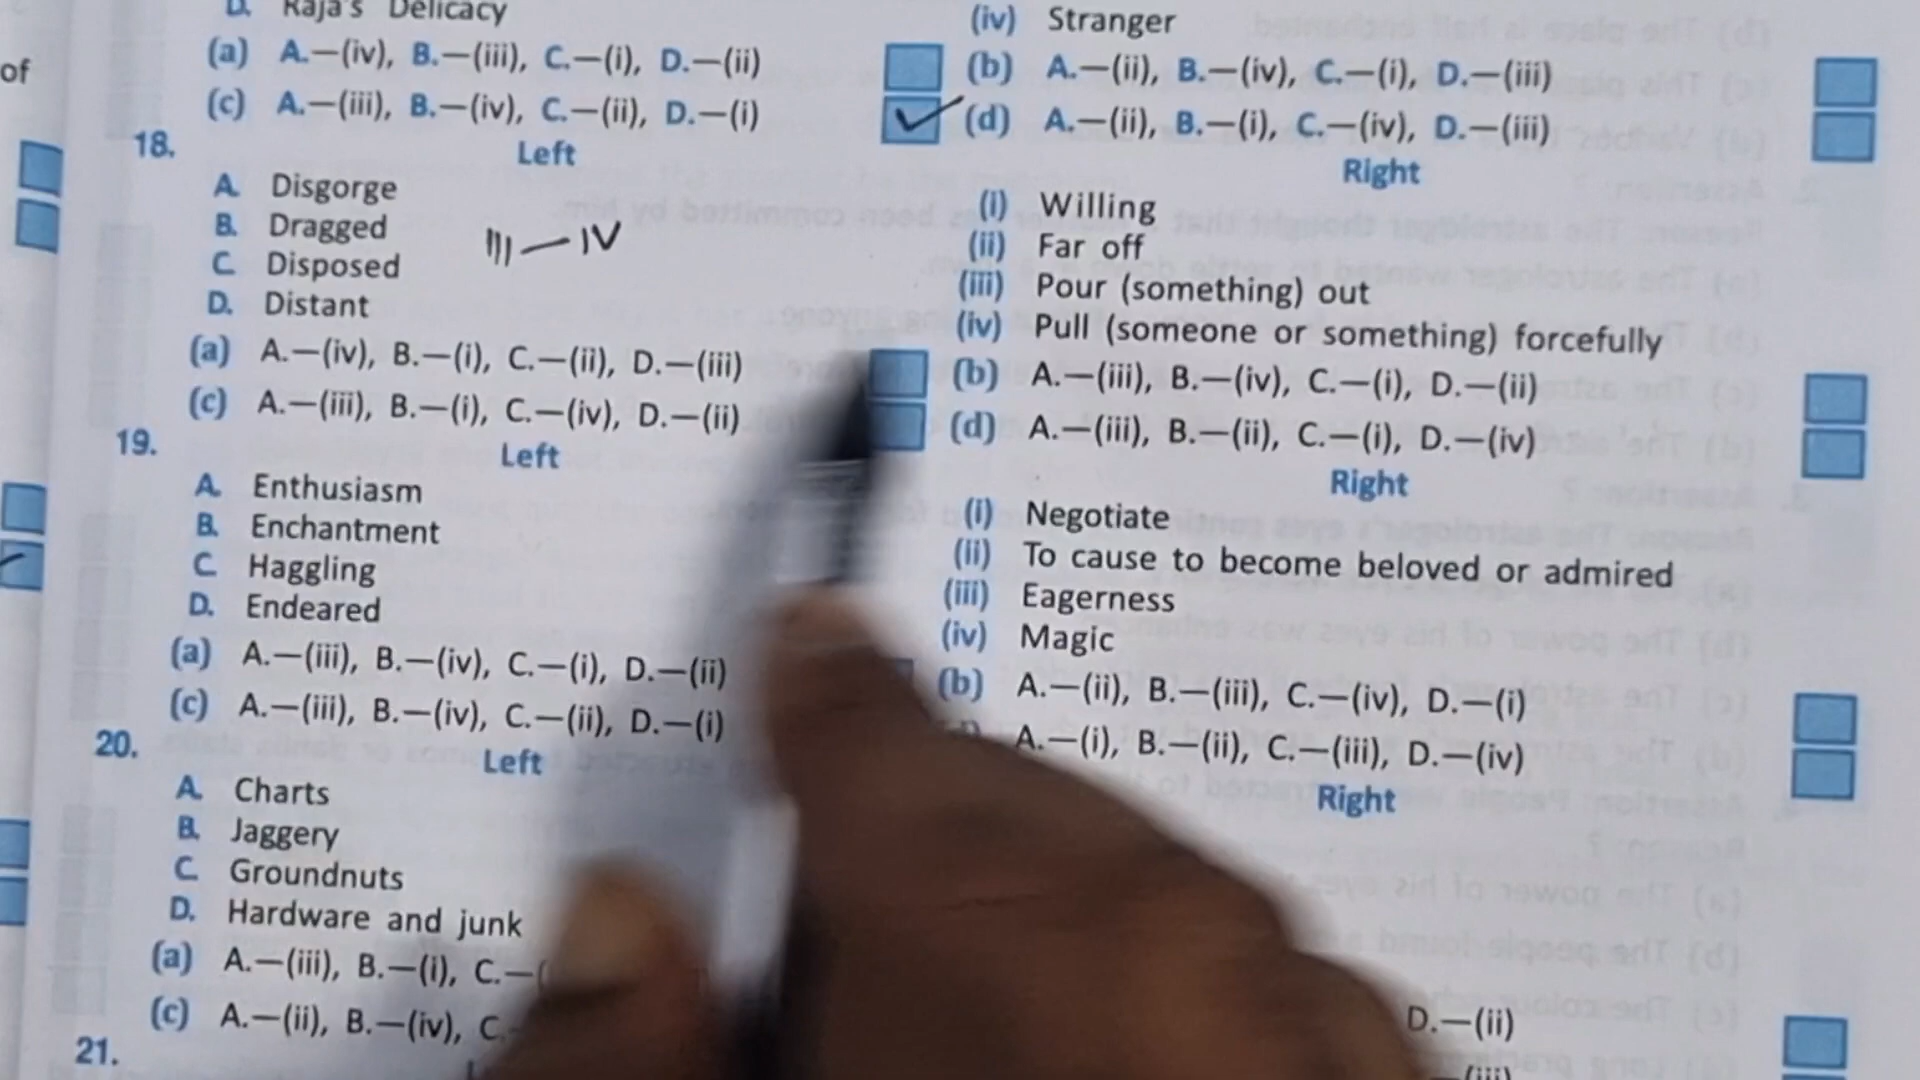 D. Raja's Delicacy (iv) Stranger
of
(a) A.—(iv), B.—(iii), C.—(i), D.—(ii) (b) A.—(ii), B.—(iv), C.—(i), D.—(iii)
(c) A.—(iii), B.—(iv), C.—(ii), D.—(i) (d) A.—(ii), B.—(i), C.—(iv), D.—(iii)
18. Left Right
A. Disgorge (i) Willing
B. Dragged (ii) Far off
III—IV
C. Disposed (iii) Pour (something) out
D. Distant (iv) Pull (someone or something) forcefully
(a) A.—(iv), B.—(i), C.—(ii), D.—(iii) (b) A.—(iii), B.—(iv), C.—(i), D.—(ii)
(c) A.—(iii), B.—(i), C.—(iv), D.—(ii) (d) A.—(iii), B.—(ii), C.—(i), D.—(iv)
19. Left Right
A. Enthusiasm (i) Negotiate
B. Enchantment (ii) To cause to become beloved or admired
C. Haggling (iii) Eagerness
D. Endeared (iv) Magic
(a) A.—(iii), B.—(iv), C.—(i), D.—(ii) (b) A.—(ii), B.—(iii), C.—(iv), D.—(i)
(c) A.—(iii), B.—(iv), C.—(ii), D.—(i) A.—(i), B.—(ii), C.—(iii), D.—(iv)
20. Left Right
A. Charts
B. Jaggery
C. Groundnuts
D. Hardware and junk
(a) A.—(iii), B.—(i), C.—
(c) A.—(ii), B.—(iv), C. D.—(ii)
21.